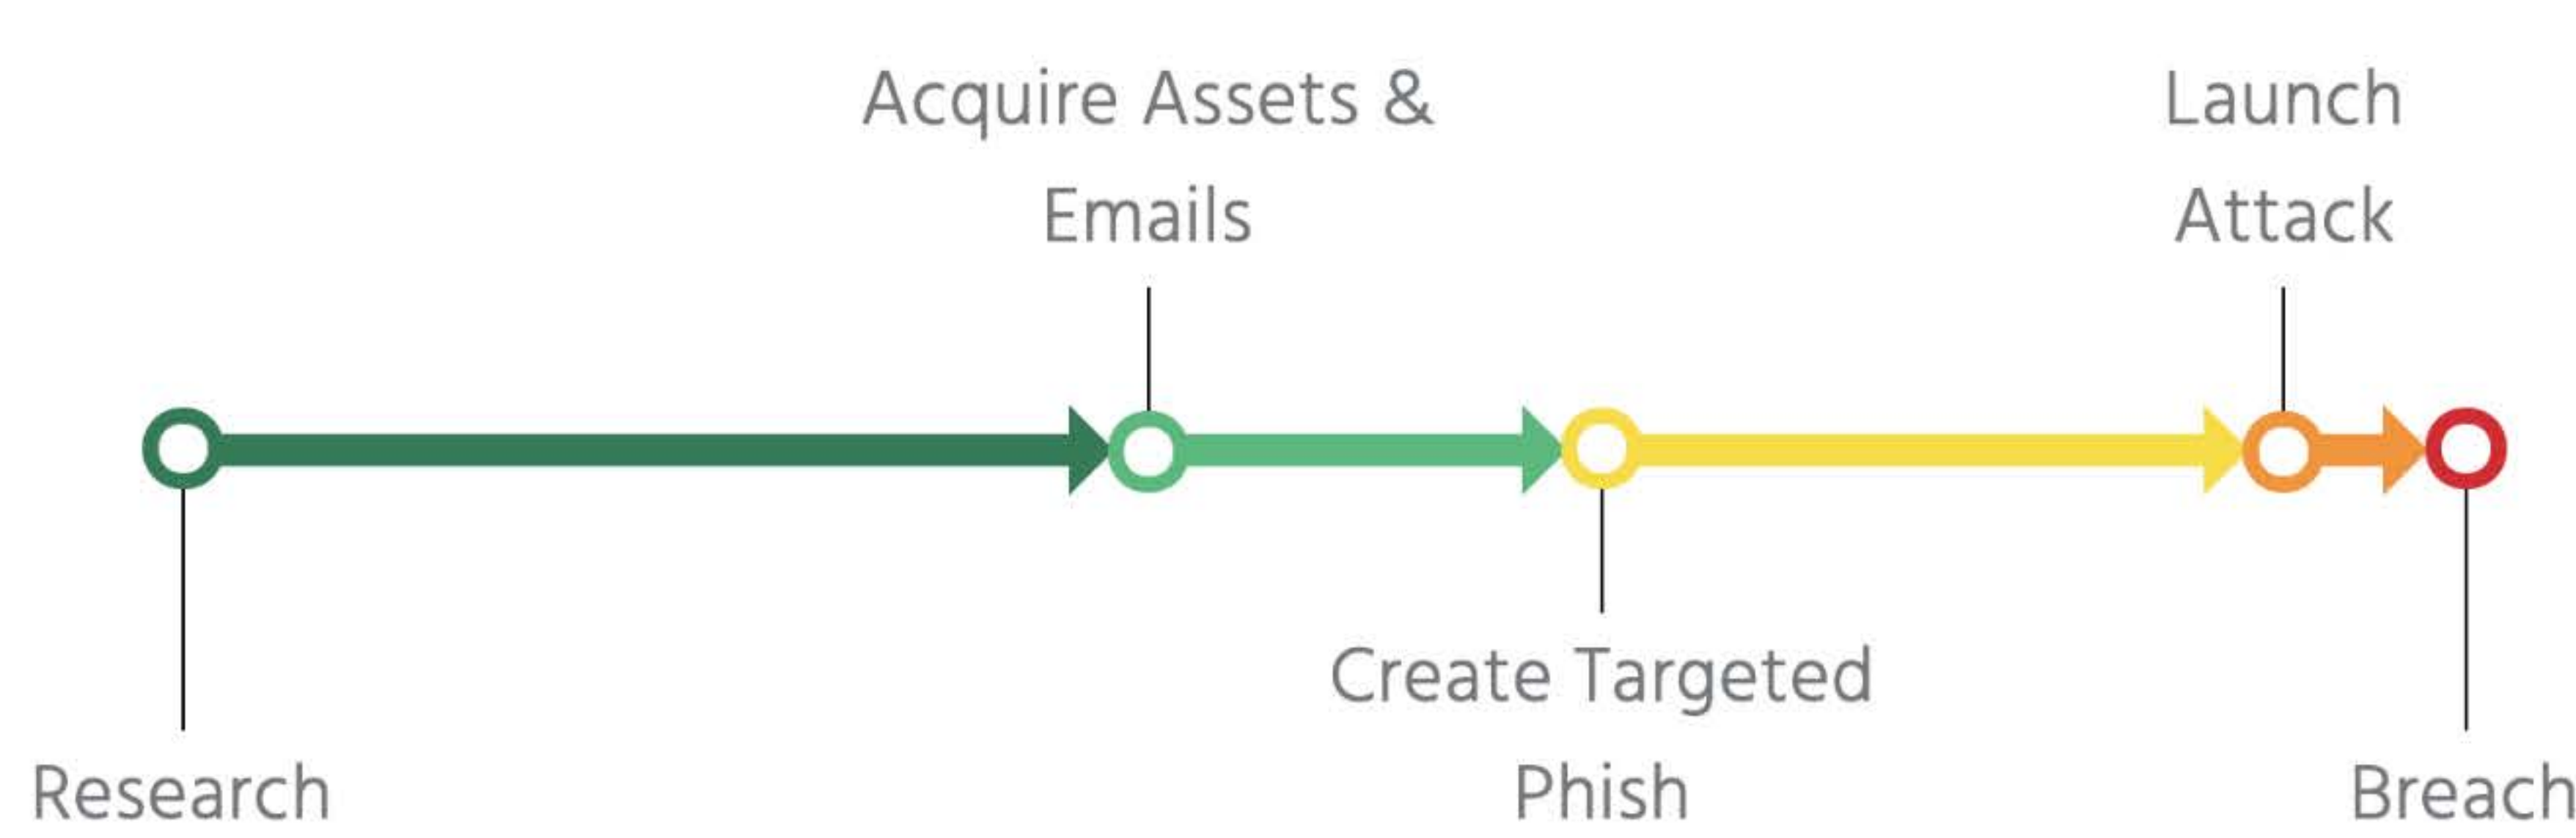 Acquire Assets &
Emails
Launch
Attack
Create Targeted
Phish
Research
Breach